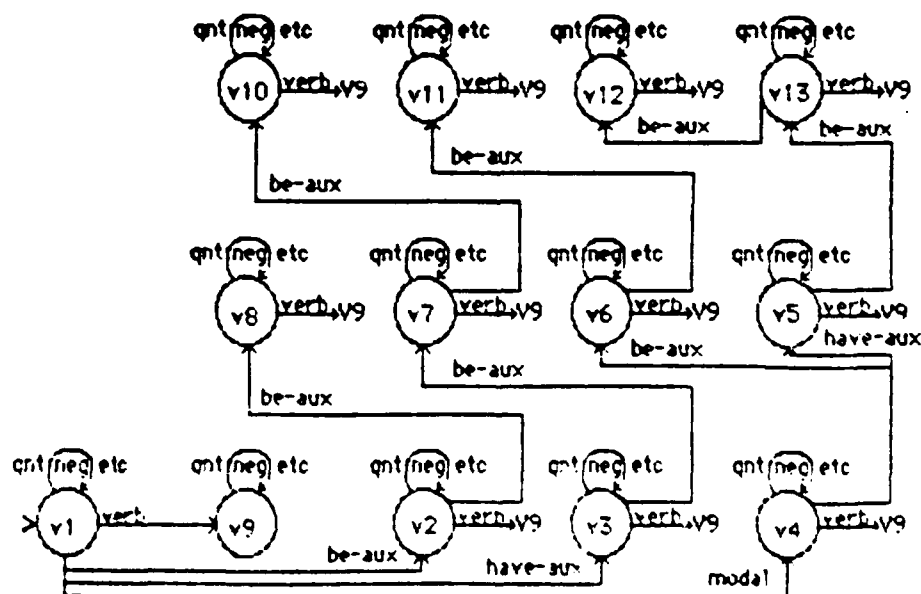 qnt neg etc qnt neg etc qnt neg etc qnt neg etc
v10 verb V9 v11 verb V9 v12 verb V9 v13 verb V9
be-aux be-aux
be-aux
be-aux
qnt neg etc qnt neg etc qnt neg etc qnt neg etc
v8 verb V9 v7 verb V9 v6 verb V9 v5 verb V9
have-aux
be-aux
be-aux
be-aux
qnt neg etc qnt neg etc qnt neg etc qnt neg etc qnt neg etc
v1 verb v9 v2 verb V9 v3 verb V9 v4 verb V9
be-aux have-aux
modal